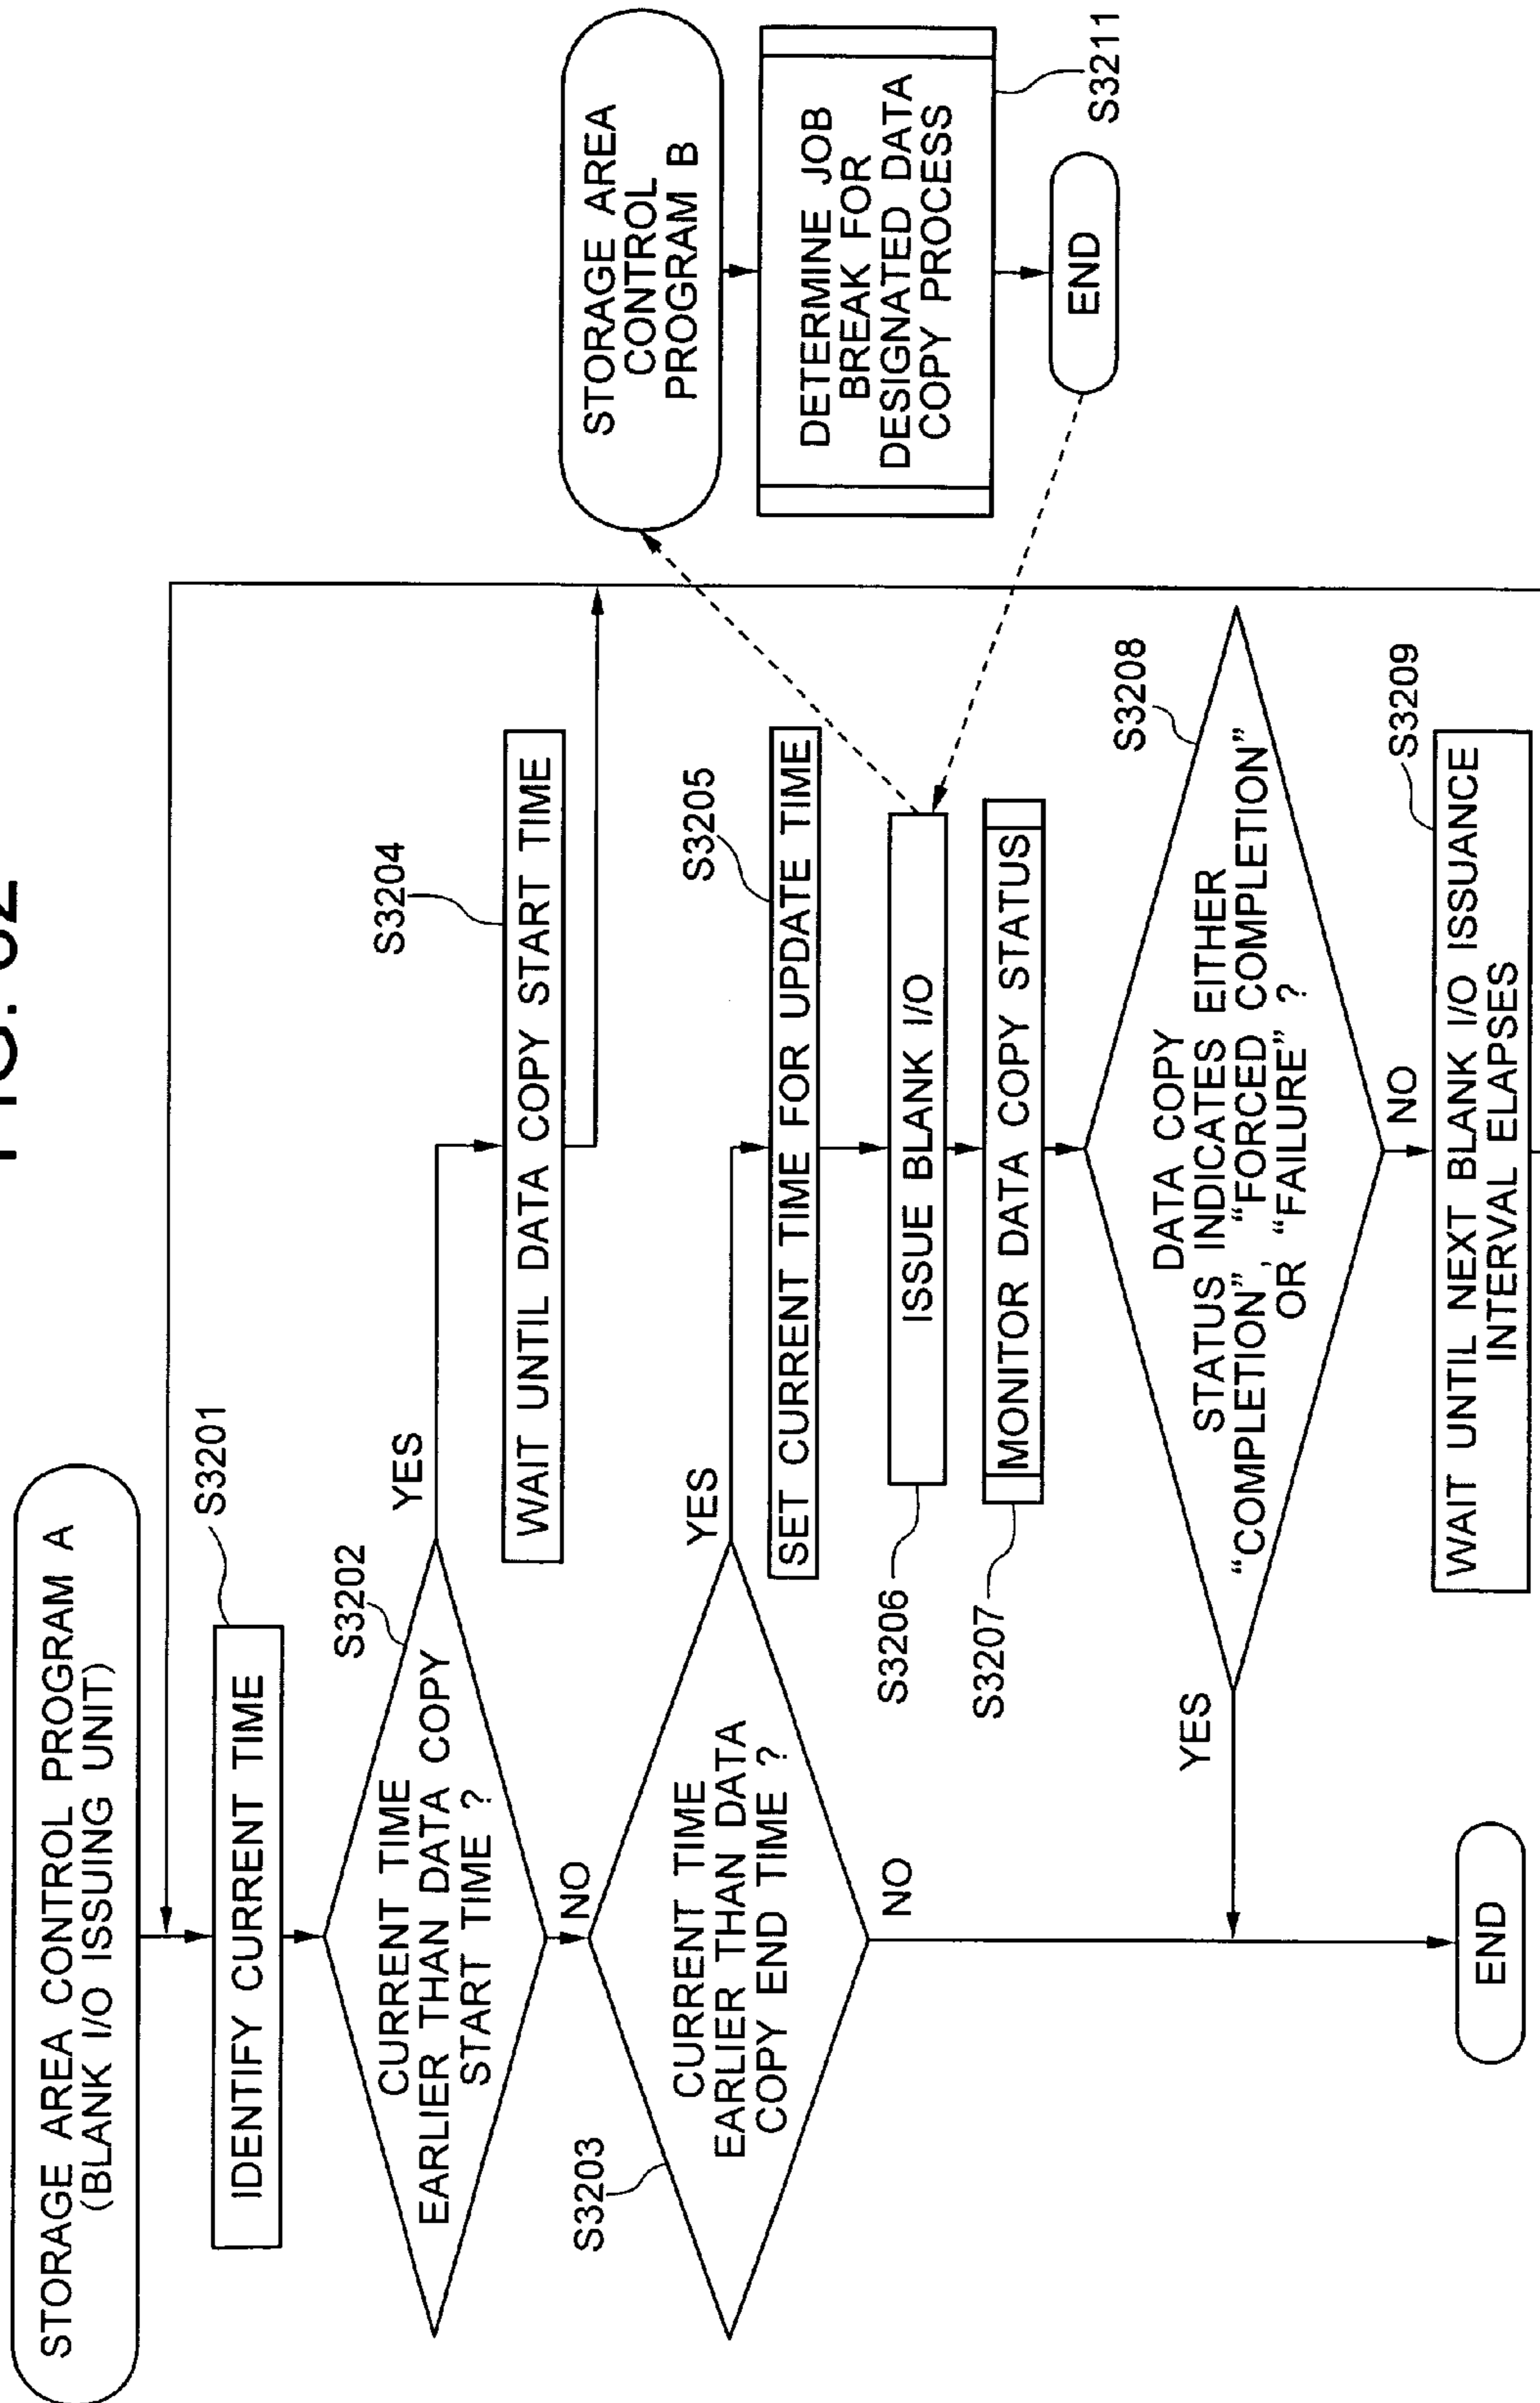 FIG. 32
STORAGE AREA CONTROL PROGRAM A
(BLANK I/O ISSUING UNIT)
S3201
IDENTIFY CURRENT TIME
S3202
CURRENT TIME
EARLIER THAN DATA COPY
START TIME ?
YES
NO
S3204
WAIT UNTIL DATA COPY START TIME
S3203
CURRENT TIME
EARLIER THAN DATA
COPY END TIME ?
YES
NO
S3205
SET CURRENT TIME FOR UPDATE TIME
S3206
ISSUE BLANK I/O
S3207
MONITOR DATA COPY STATUS
S3208
DATA COPY
STATUS INDICATES EITHER
“COMPLETION”, “FORCED COMPLETION”
OR “FAILURE” ?
YES
NO
S3209
WAIT UNTIL NEXT BLANK I/O ISSUANCE
INTERVAL ELAPSES
END
STORAGE AREA
CONTROL
PROGRAM B
DETERMINE JOB
BREAK FOR
DESIGNATED DATA
COPY PROCESS
S3211
END